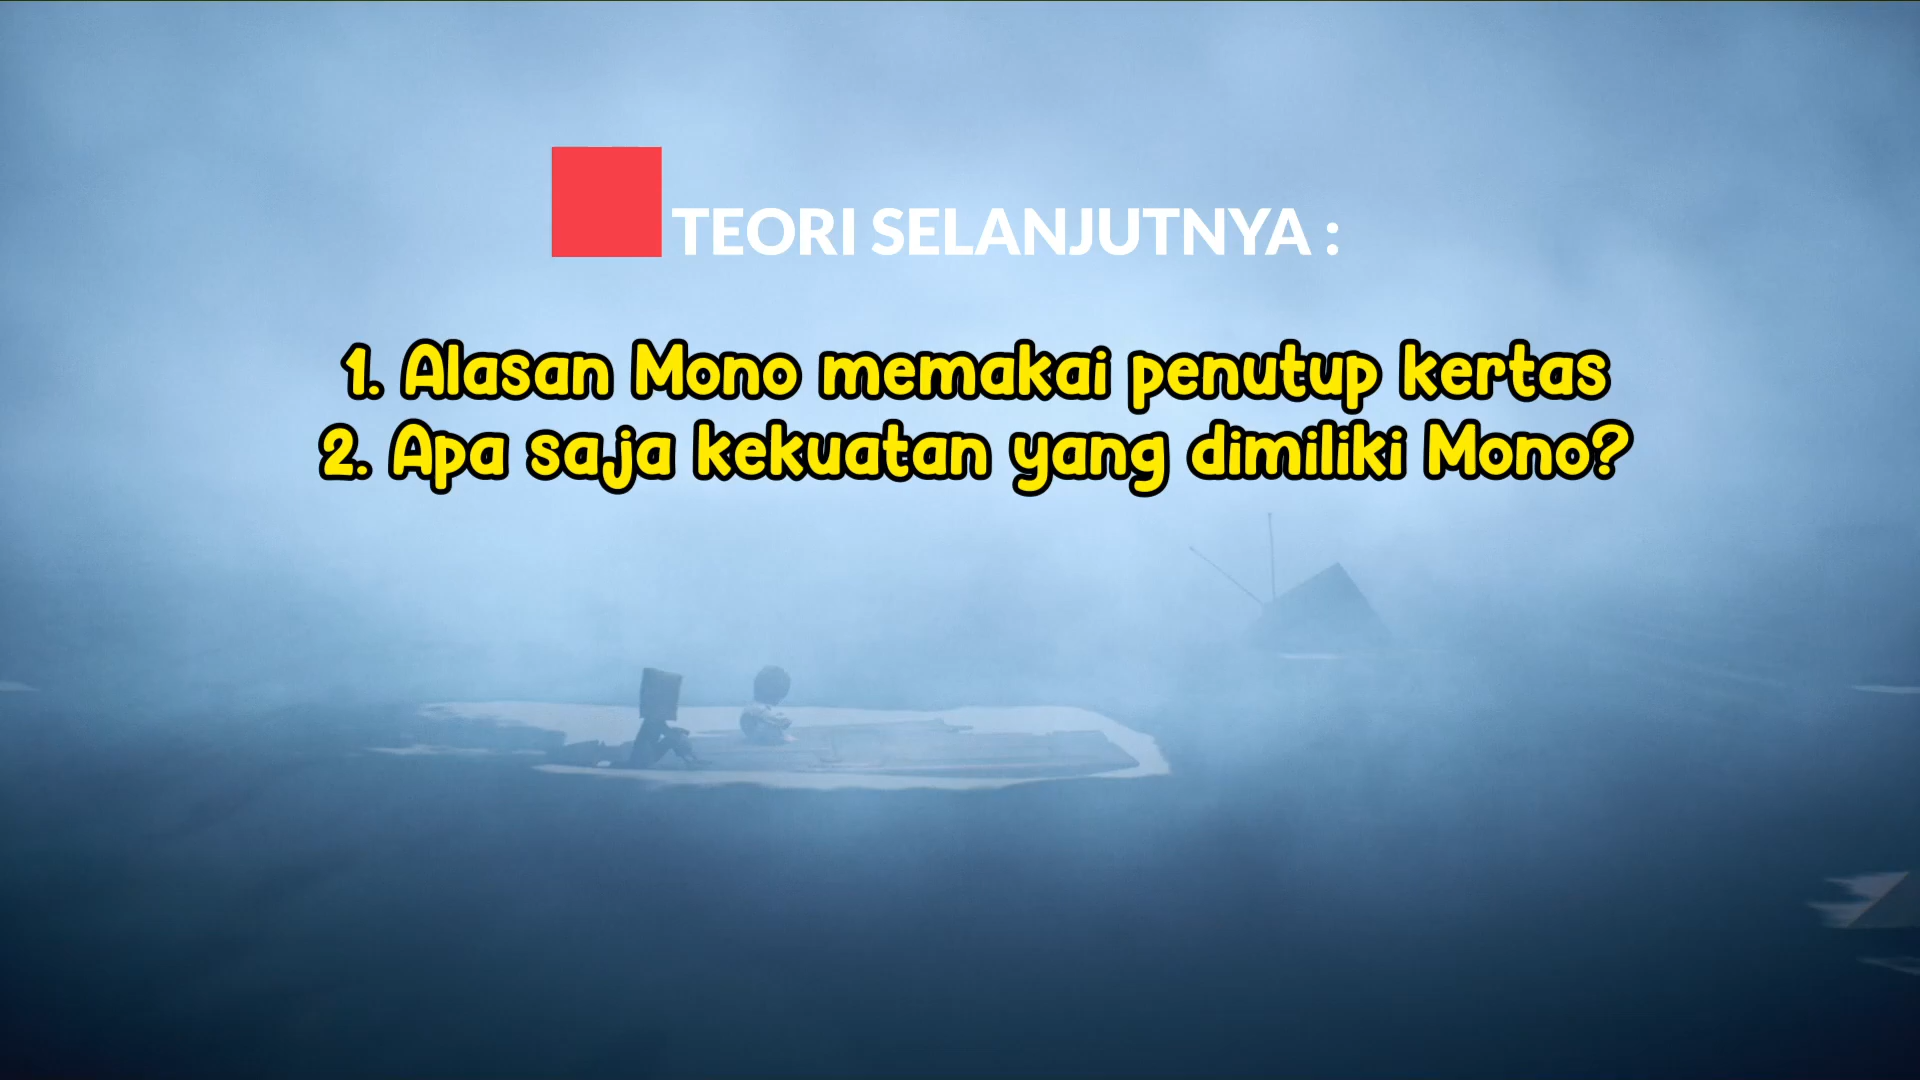 TEORI SELANJUTNYA :
1. Alasan Mono memakai penutup kertas
2. Apa saja kekuatan yang dimiliki Mono?